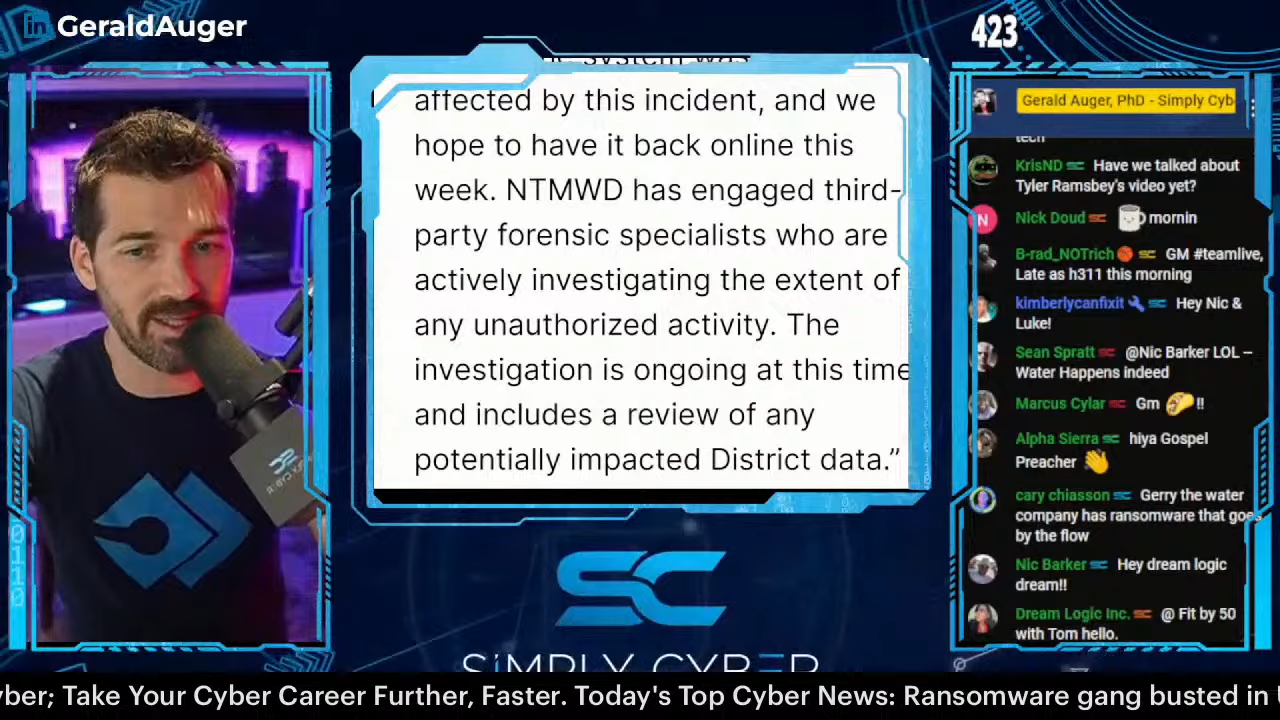 in GeraldAuger
423
system was
affected by this incident, and we
hope to have it back online this
week. NTMWD has engaged third-
party forensic specialists who are
actively investigating the extent of
any unauthorized activity. The
investigation is ongoing at this time
and includes a review of any
potentially impacted District data.”
Gerald Auger, PhD - Simply Cyb
tech
KrisND Have we talked about
Tyler Ramsbey's video yet?
N
Nick Doud mornin
B-rad_NOTrich GM #teamlive,
Late as h311 this morning
kimberlycanfixit Hey Nic &
Luke!
Sean Spratt @Nic Barker LOL –
Water Happens indeed
Marcus Cylar Gm !!
Alpha Sierra hiya Gospel
Preacher
cary chiasson Gerry the water
company has ransomware that goes
by the flow
Nic Barker Hey dream logic
dream!!
Dream Logic Inc. @ Fit by 50
with Tom hello.
SC
SIMPLY CYBER
yber; Take Your Cyber Career Further, Faster. Today's Top Cyber News: Ransomware gang busted in